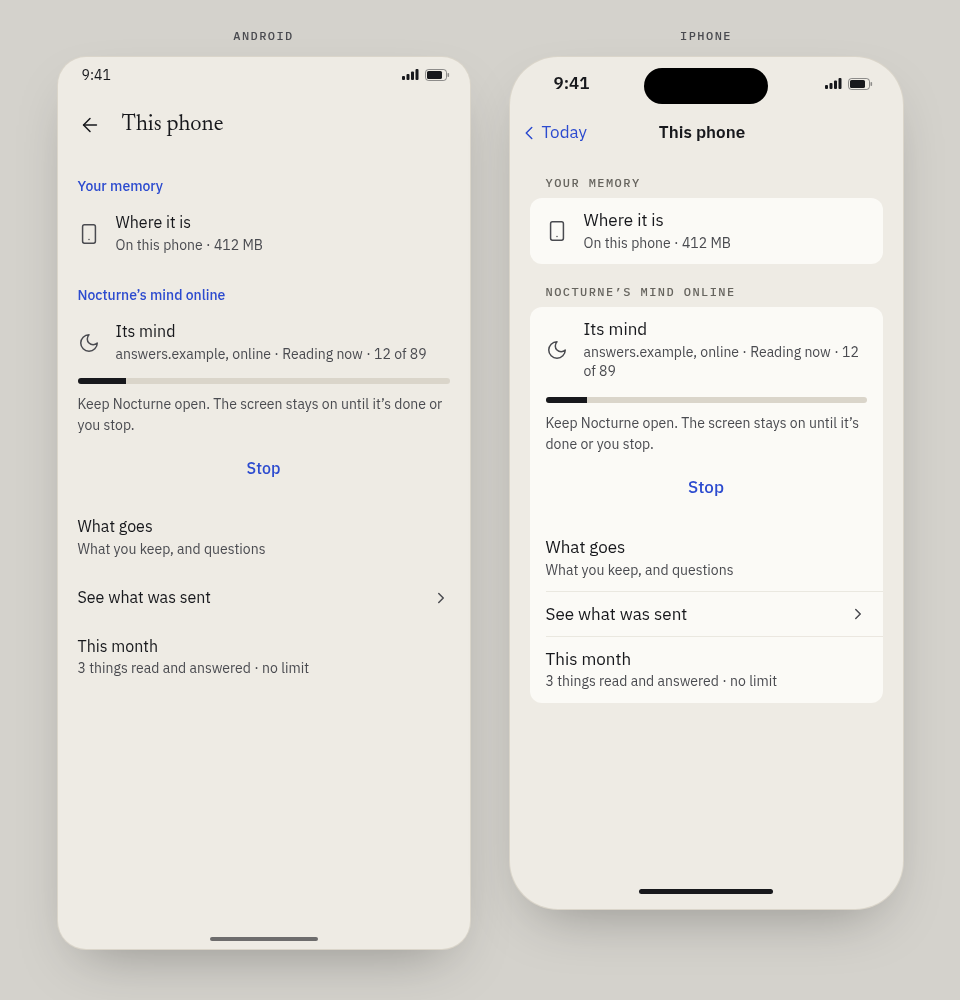 ANDROID
9:41
This phone
Your memory
Where it is
On this phone · 412 MB
Nocturne’s mind online
Its mind
answers.example, online · Reading now · 12 of 89
Keep Nocturne open. The screen stays on until it’s done or
you stop.
Stop
What goes
What you keep, and questions
See what was sent
This month
3 things read and answered · no limit
IPHONE
9:41
Today
This phone
YOUR MEMORY
Where it is
On this phone · 412 MB
NOCTURNE’S MIND ONLINE
Its mind
answers.example, online · Reading now · 12
of 89
Keep Nocturne open. The screen stays on until it’s
done or you stop.
Stop
What goes
What you keep, and questions
See what was sent
This month
3 things read and answered · no limit